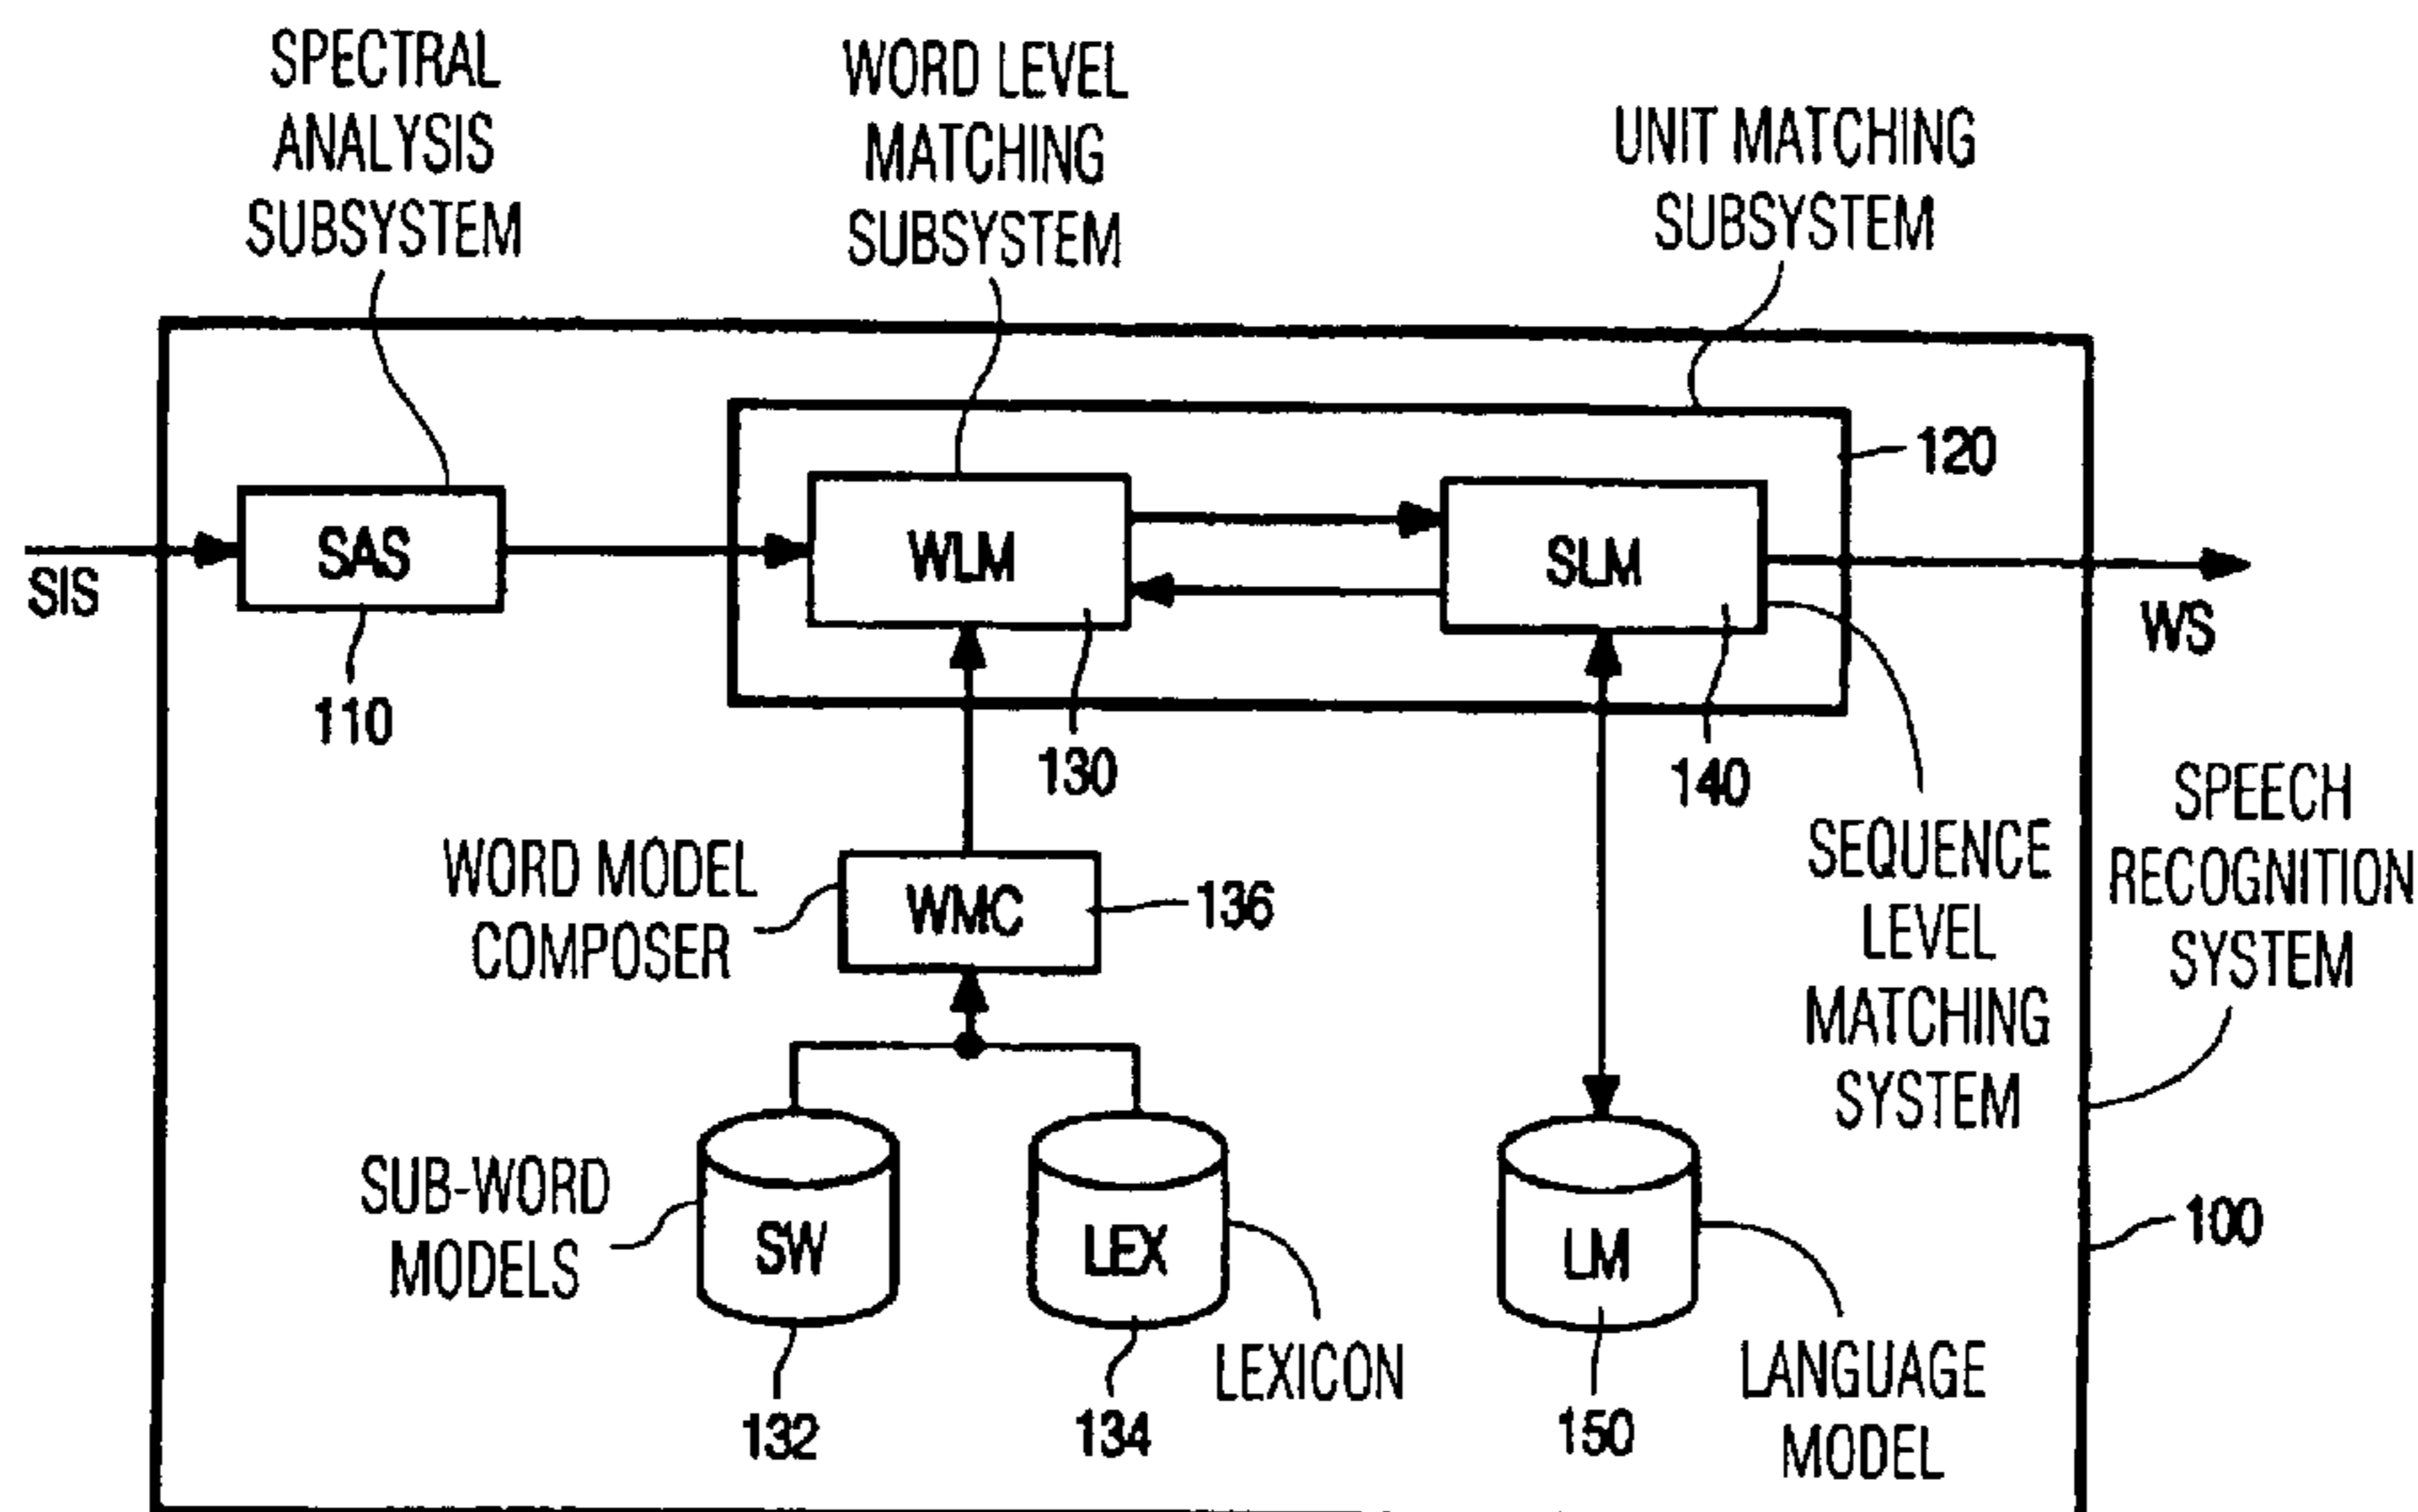 SPECTRAL
ANALYSIS
SUBSYSTEM
WORD LEVEL
MATCHING
SUBSYSTEM
UNIT MATCHING
SUBSYSTEM
120
SAS
WLM
SLM
SIS
WS
110
130
140
SPEECH
RECOGNITION
SYSTEM
SEQUENCE
LEVEL
MATCHING
SYSTEM
WORD MODEL
COMPOSER
WMC
136
SUB-WORD
MODELS
SW
LEX
LM
100
LEXICON
LANGUAGE
MODEL
132
134
150